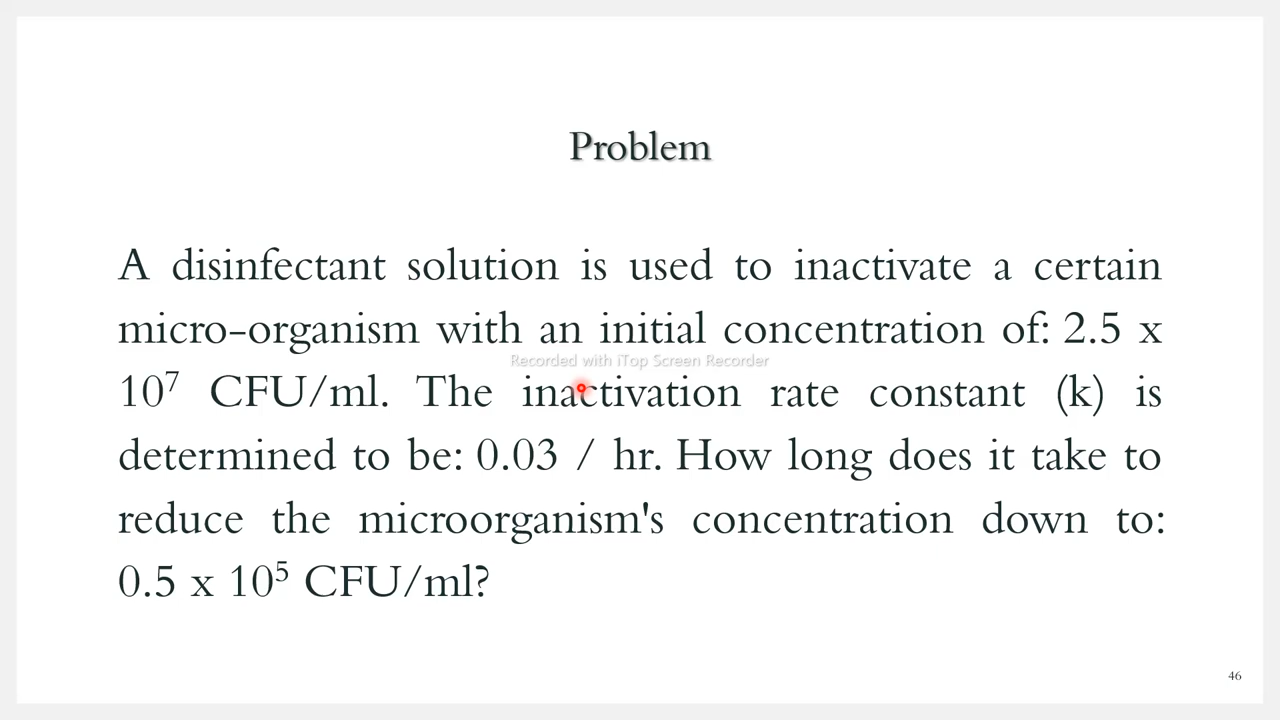 Problem
A disinfectant solution is used to inactivate a certain
micro-organism with an initial concentration of: 2.5 x
Recorded with iTop Screen Recorder
10⁷ CFU/ml. The inactivation rate constant (k) is
determined to be: 0.03 / hr. How long does it take to
reduce the microorganism's concentration down to:
0.5 x 10⁵ CFU/ml?
46